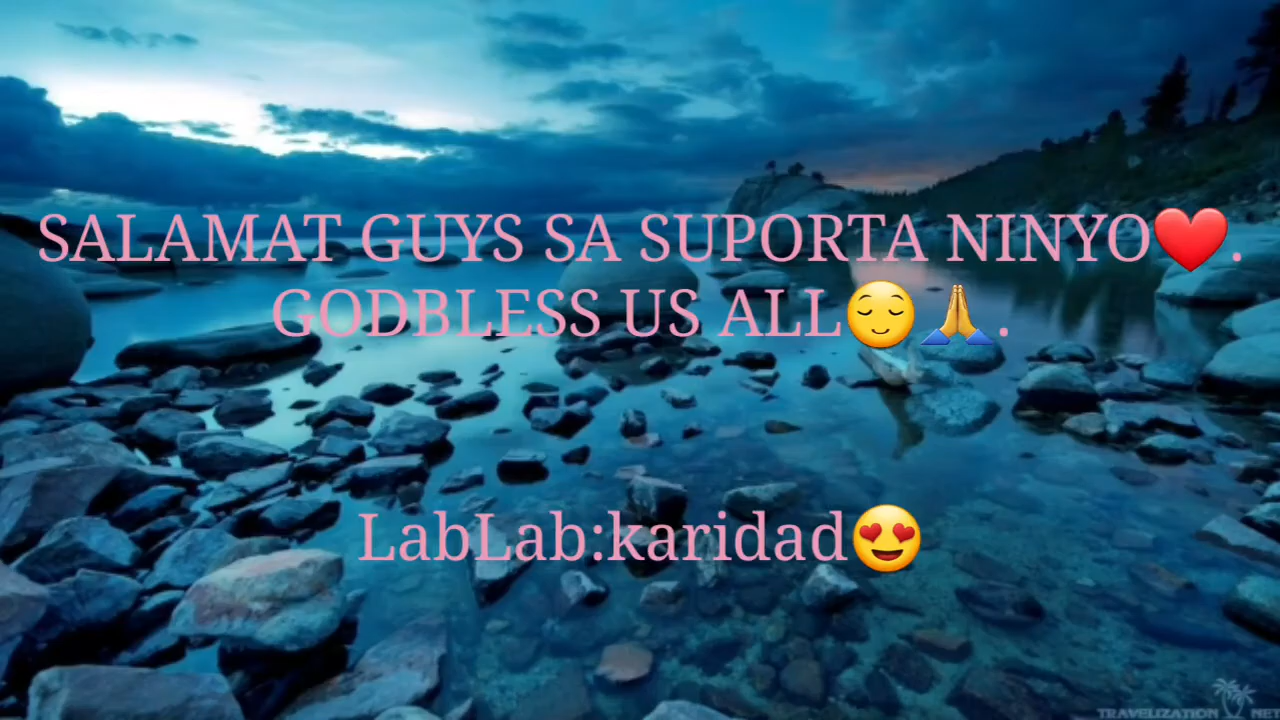 SALAMAT GUYS SA SUPORTA NINYO❤️.
GODBLESS US ALL😌🙏.
LabLab:karidad😍
TRAVELIZATION NET